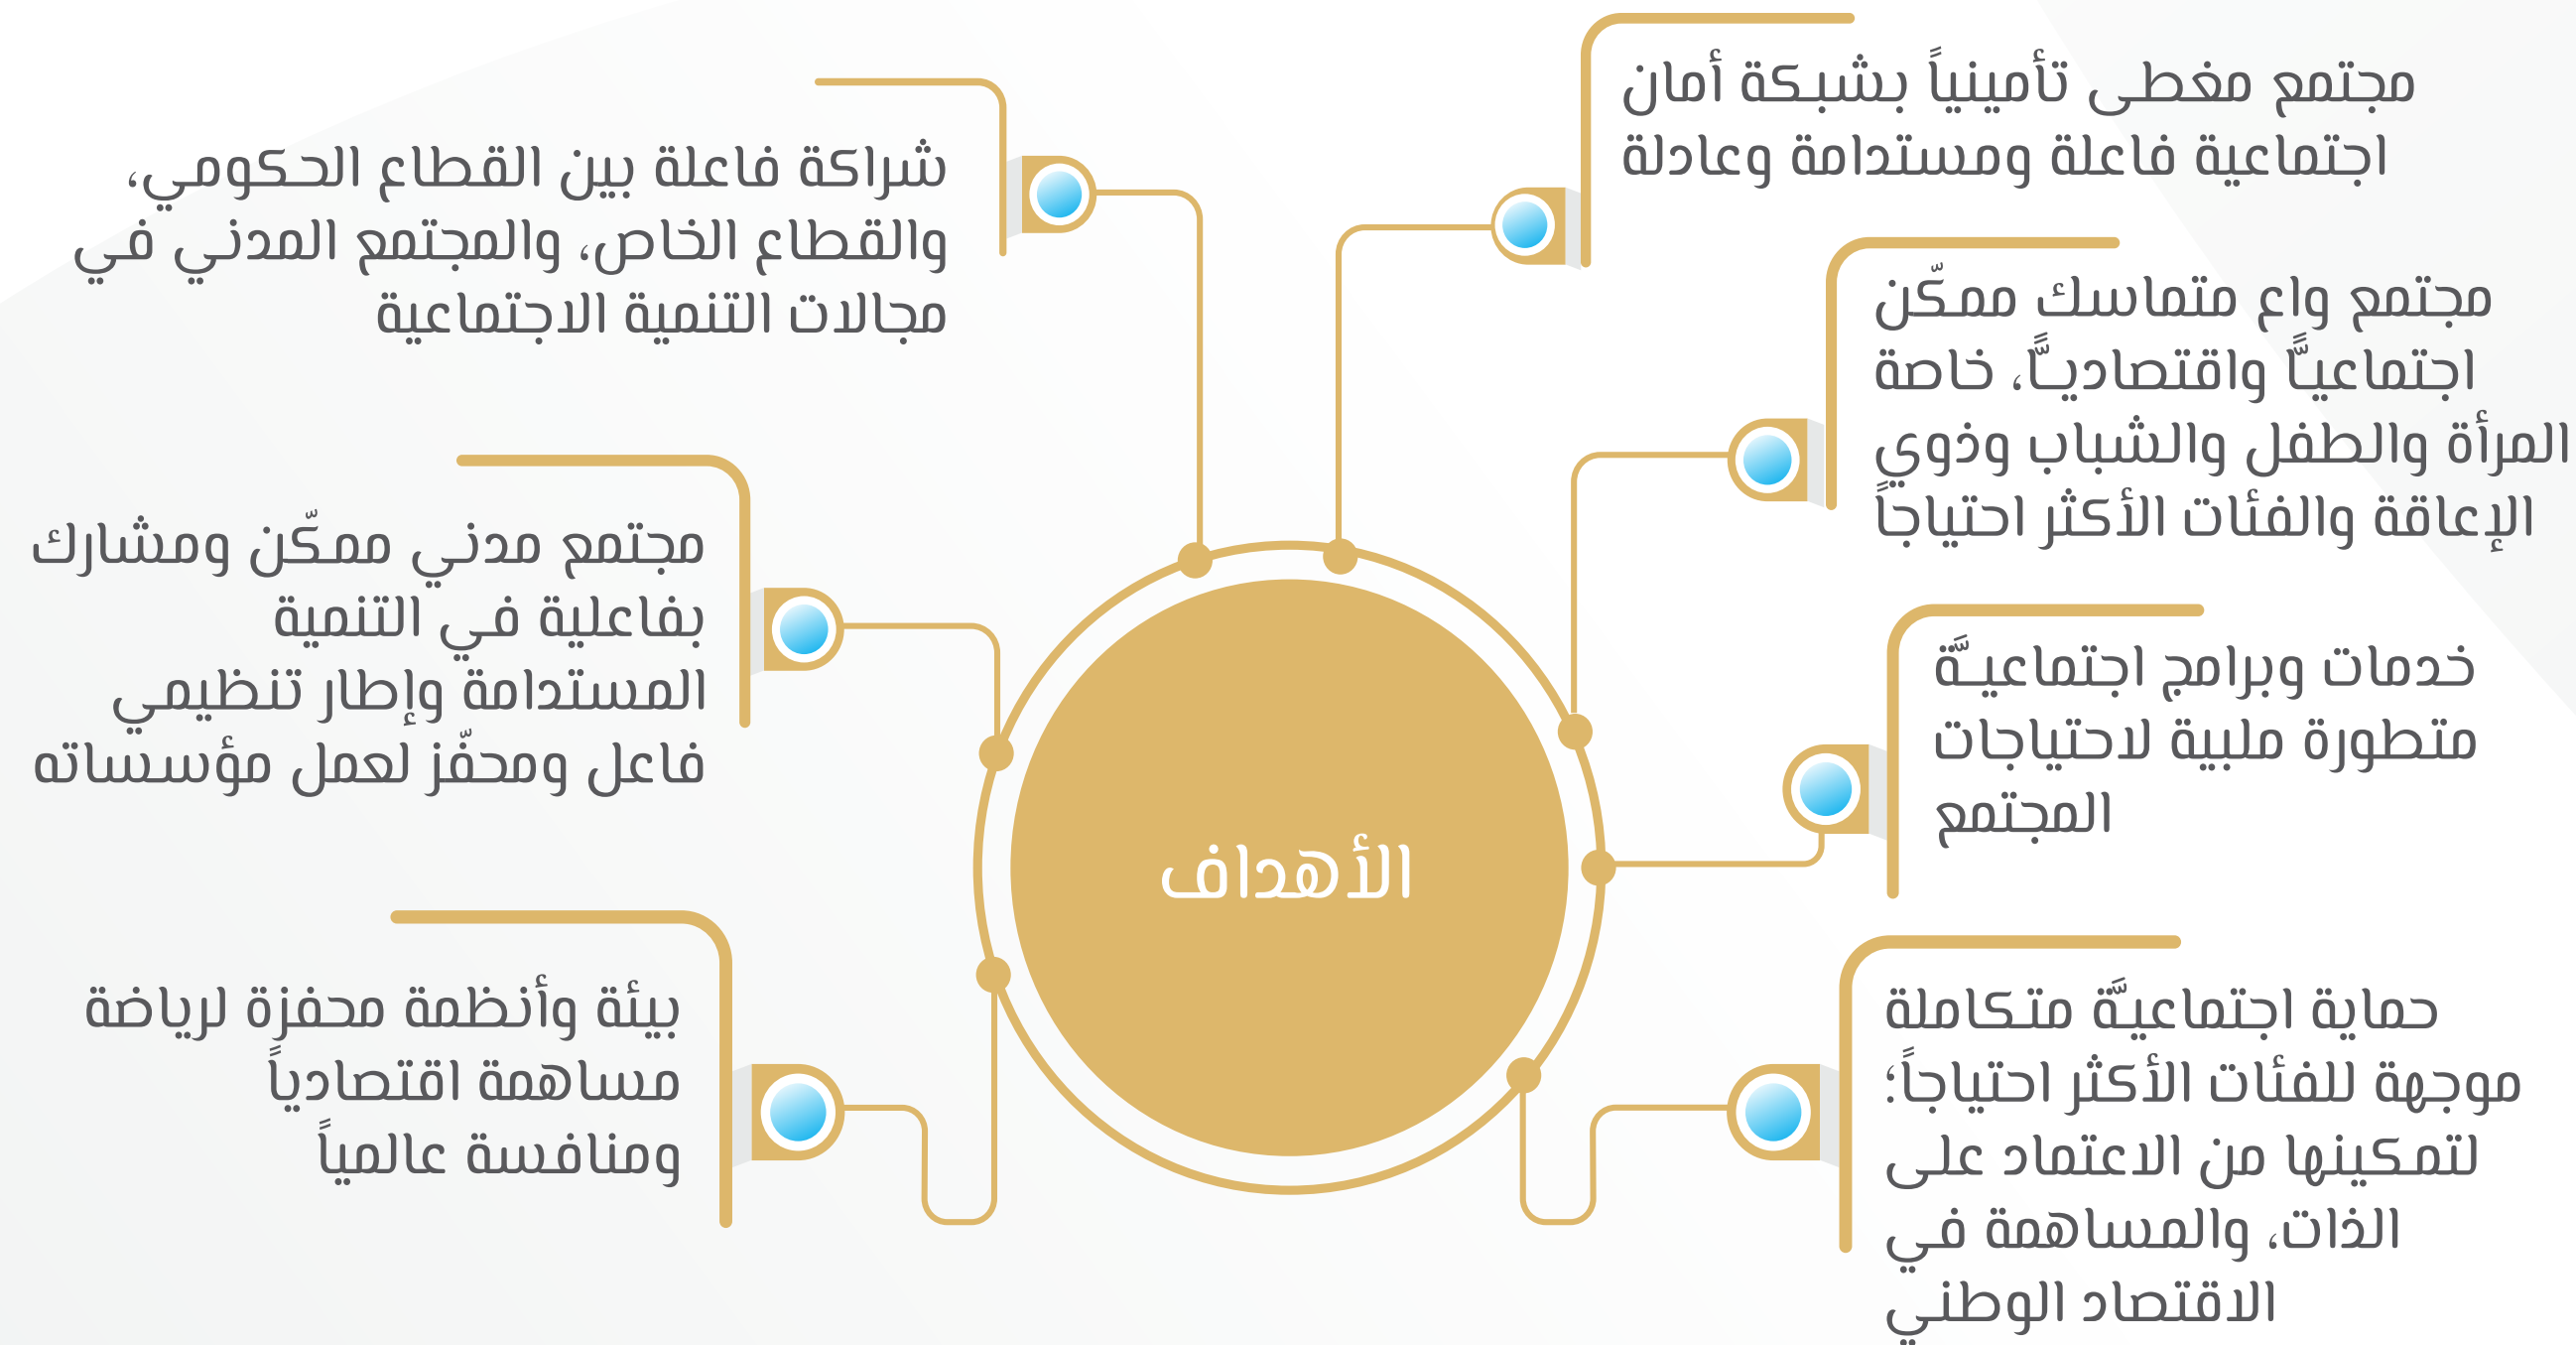 مجتمع مغطى تأمينياً بشبكة أمان
اجتماعية فاعلة ومستدامة وعادلة
مجتمع واع متماسك ممكّن
اجتماعيـًّا واقتصاديـًّا، خاصة
المرأة والطفل والشباب وذوي
الإعاقة والفئات الأكثر احتياجاً
خدمات وبرامج اجتماعيـَّة
متطورة ملبية لاحتياجات
المجتمع
حماية اجتماعيـَّة متكاملة
موجهة للفئات الأكثر احتياجاً؛
لتمكينها من الاعتماد على
الذات، والمساهمة في
الاقتصاد الوطني
الأهداف
شراكة فاعلة بين القطاع الحكومي،
والقطاع الخاص، والمجتمع المدني في
مجالات التنمية الاجتماعية
مجتمع مدني ممكّن ومشارك
بفاعلية في التنمية
المستدامة وإطار تنظيمي
فاعل ومحفّز لعمل مؤسساته
بيئة وأنظمة محفزة لرياضة
مساهمة اقتصادياً
ومنافسة عالمياً